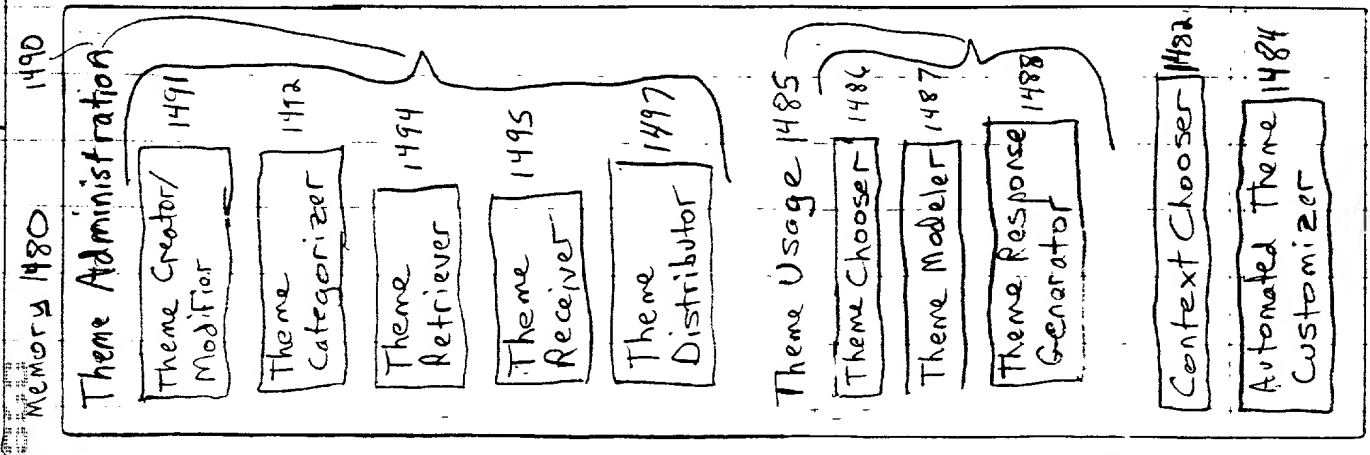 Memory 1480
1490
Theme Administration
Theme Creator/
Modifier
1491
Theme
Categorizer
1492
Theme
Retriever
1494
Theme
Receiver
1495
Theme
Distributor
1497
Theme Usage 1485
Theme Chooser
1486
Theme Modeler
1487
Theme Response
Generator
1488
Context Chooser
1482
Automated Theme
Customizer
1484